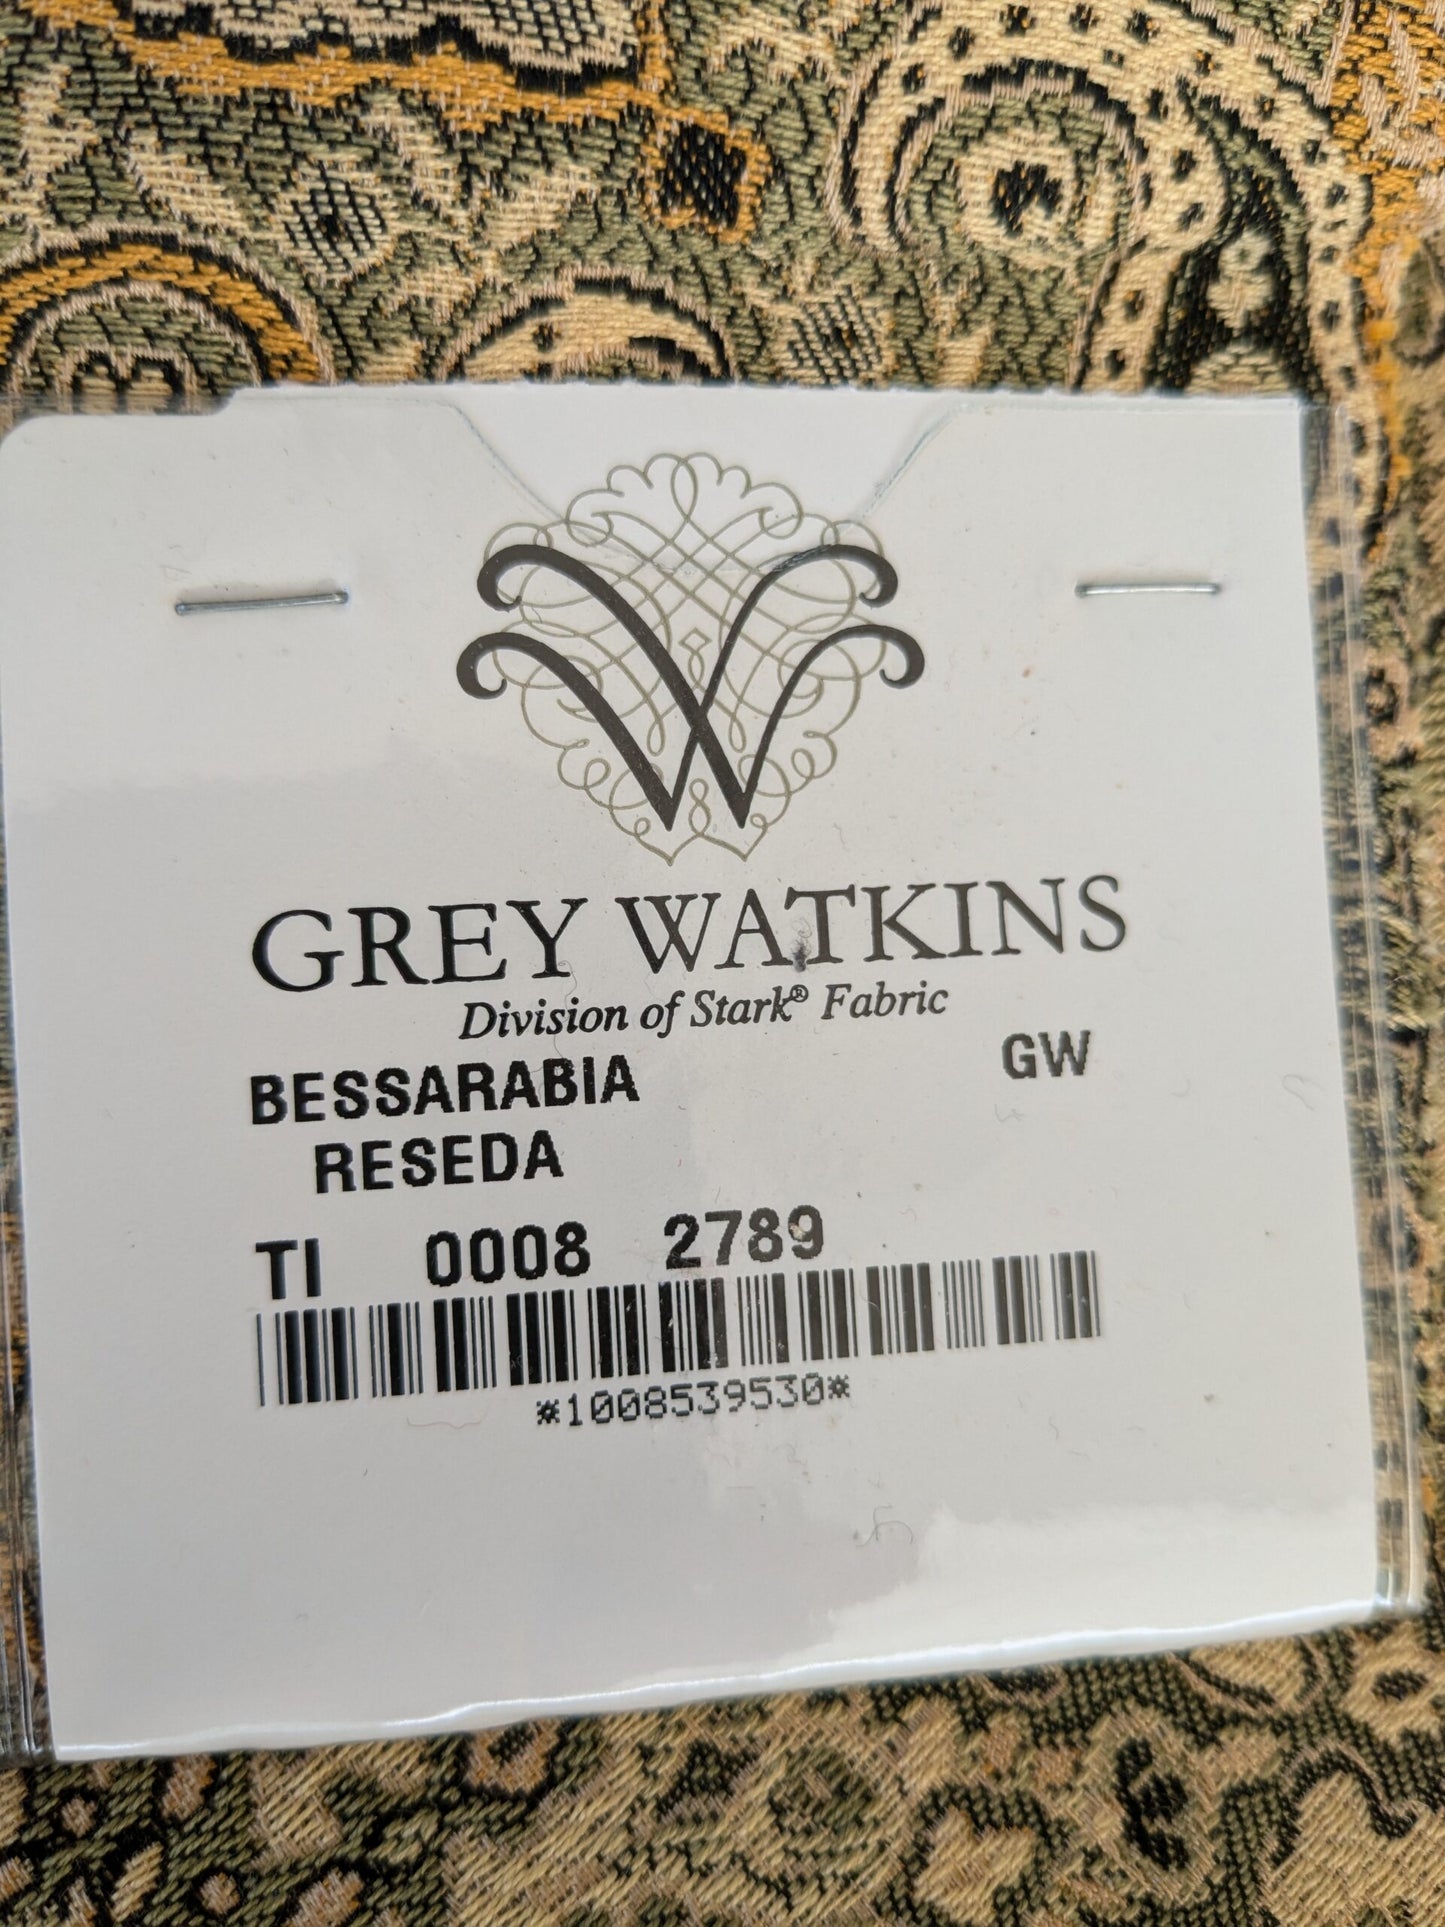 W
GREY WATKINS
Division of Stark® Fabric
BESSARABIA GW
RESEDA
TI 0008 2789
*1008539530*